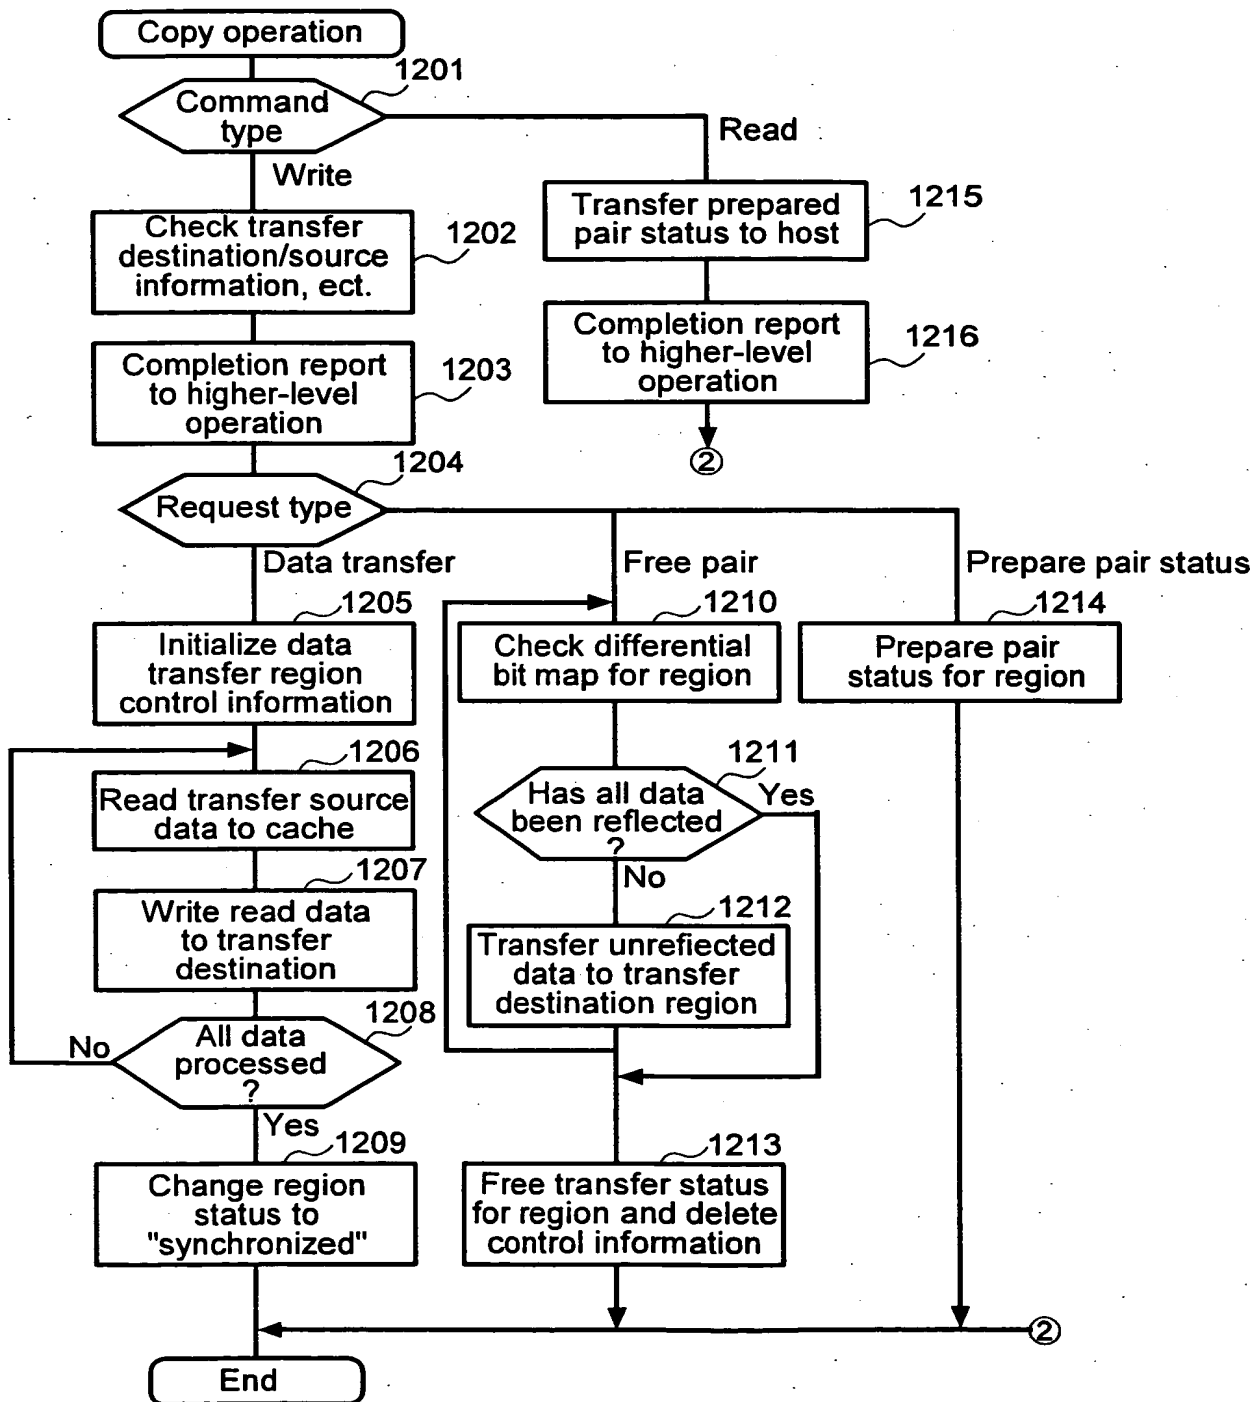 Copy operation
1201
Command
type
Read
Write
Check transfer
destination/source
information, ect.
1202
Transfer prepared
pair status to host
1215
Completion report
to higher-level
operation
1203
Completion report
to higher-level
operation
1216
②
1204
Request type
Data transfer
Free pair
Prepare pair status
1205
Initialize data
transfer region
control information
1210
Check differential
bit map for region
1214
Prepare pair
status for region
1206
Read transfer source
data to cache
1211
Has all data
been reflected
?
Yes
No
1207
Write read data
to transfer
destination
1212
Transfer unrefiected
data to transfer
destination region
1208
All data
processed
?
No
Yes
1209
Change region
status to
"synchronized"
1213
Free transfer status
for region and delete
control information
②
End